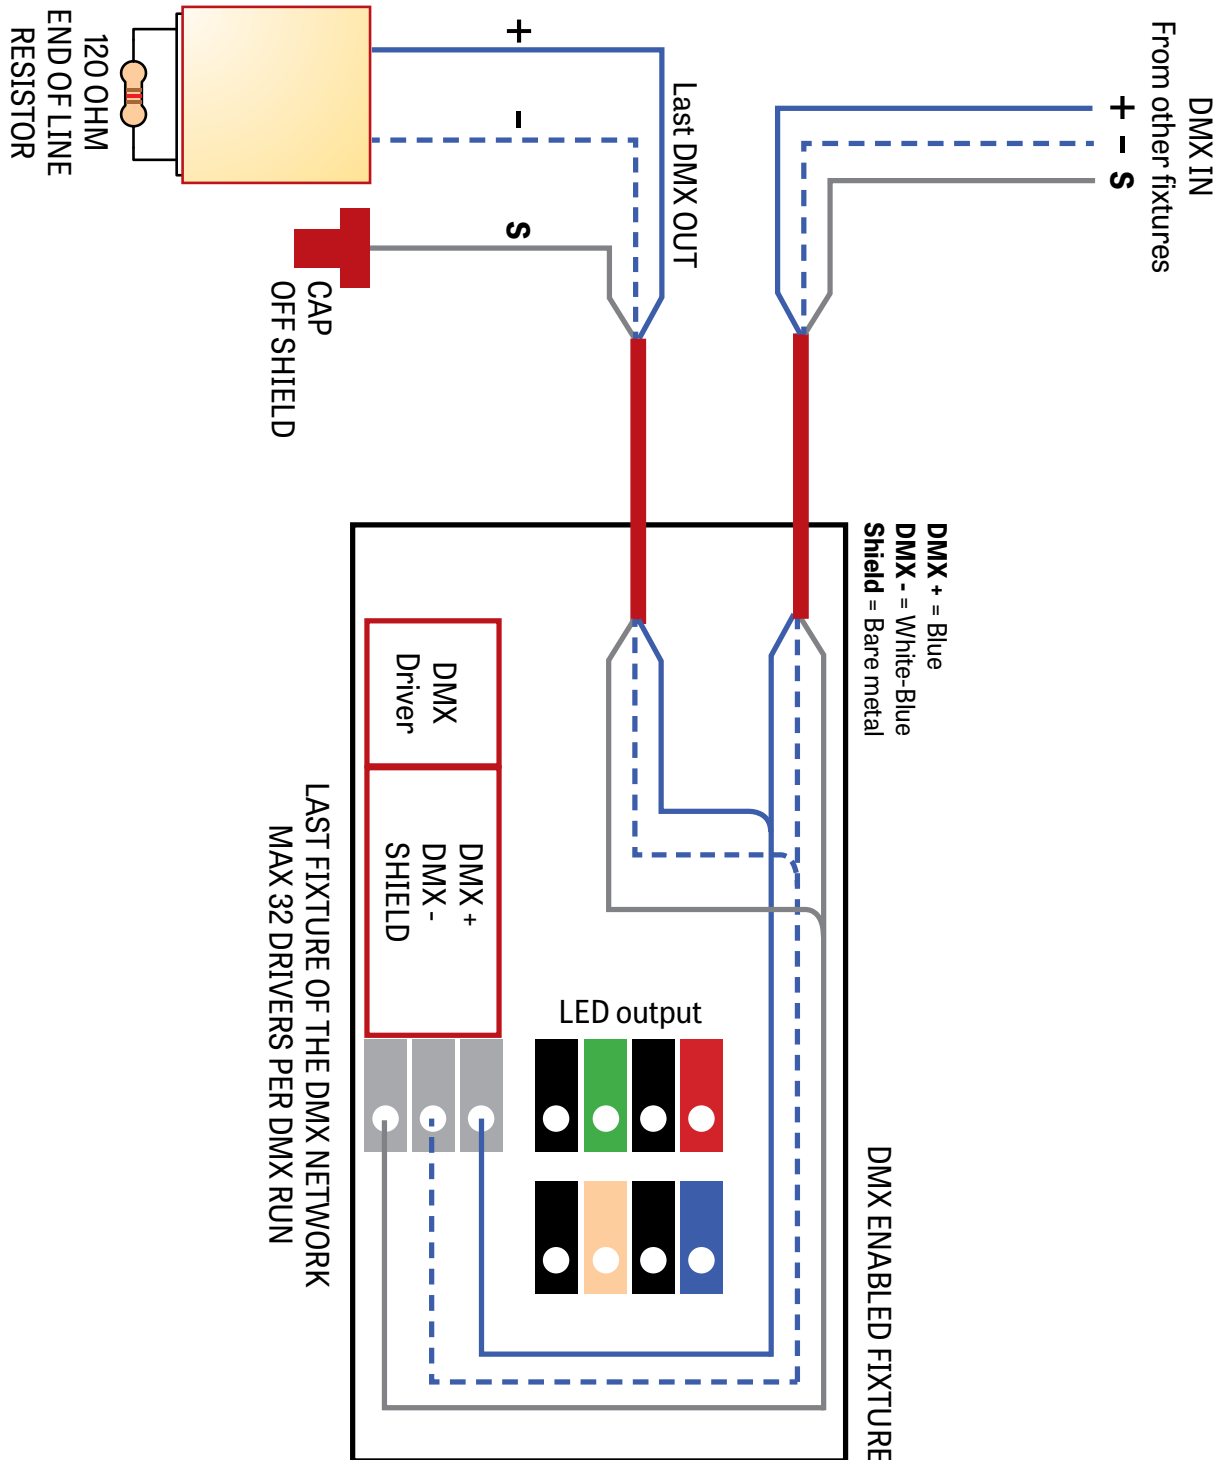 DMX IN
From other fixtures
+
-
S
Last DMX OUT
+
-
S
120 OHM
END OF LINE
RESISTOR
CAP
OFF SHIELD
DMX + = Blue
DMX - = White-Blue
Shield = Bare metal
DMX
Driver
DMX +
DMX -
SHIELD
LED output
DMX ENABLED FIXTURE
LAST FIXTURE OF THE DMX NETWORK
MAX 32 DRIVERS PER DMX RUN